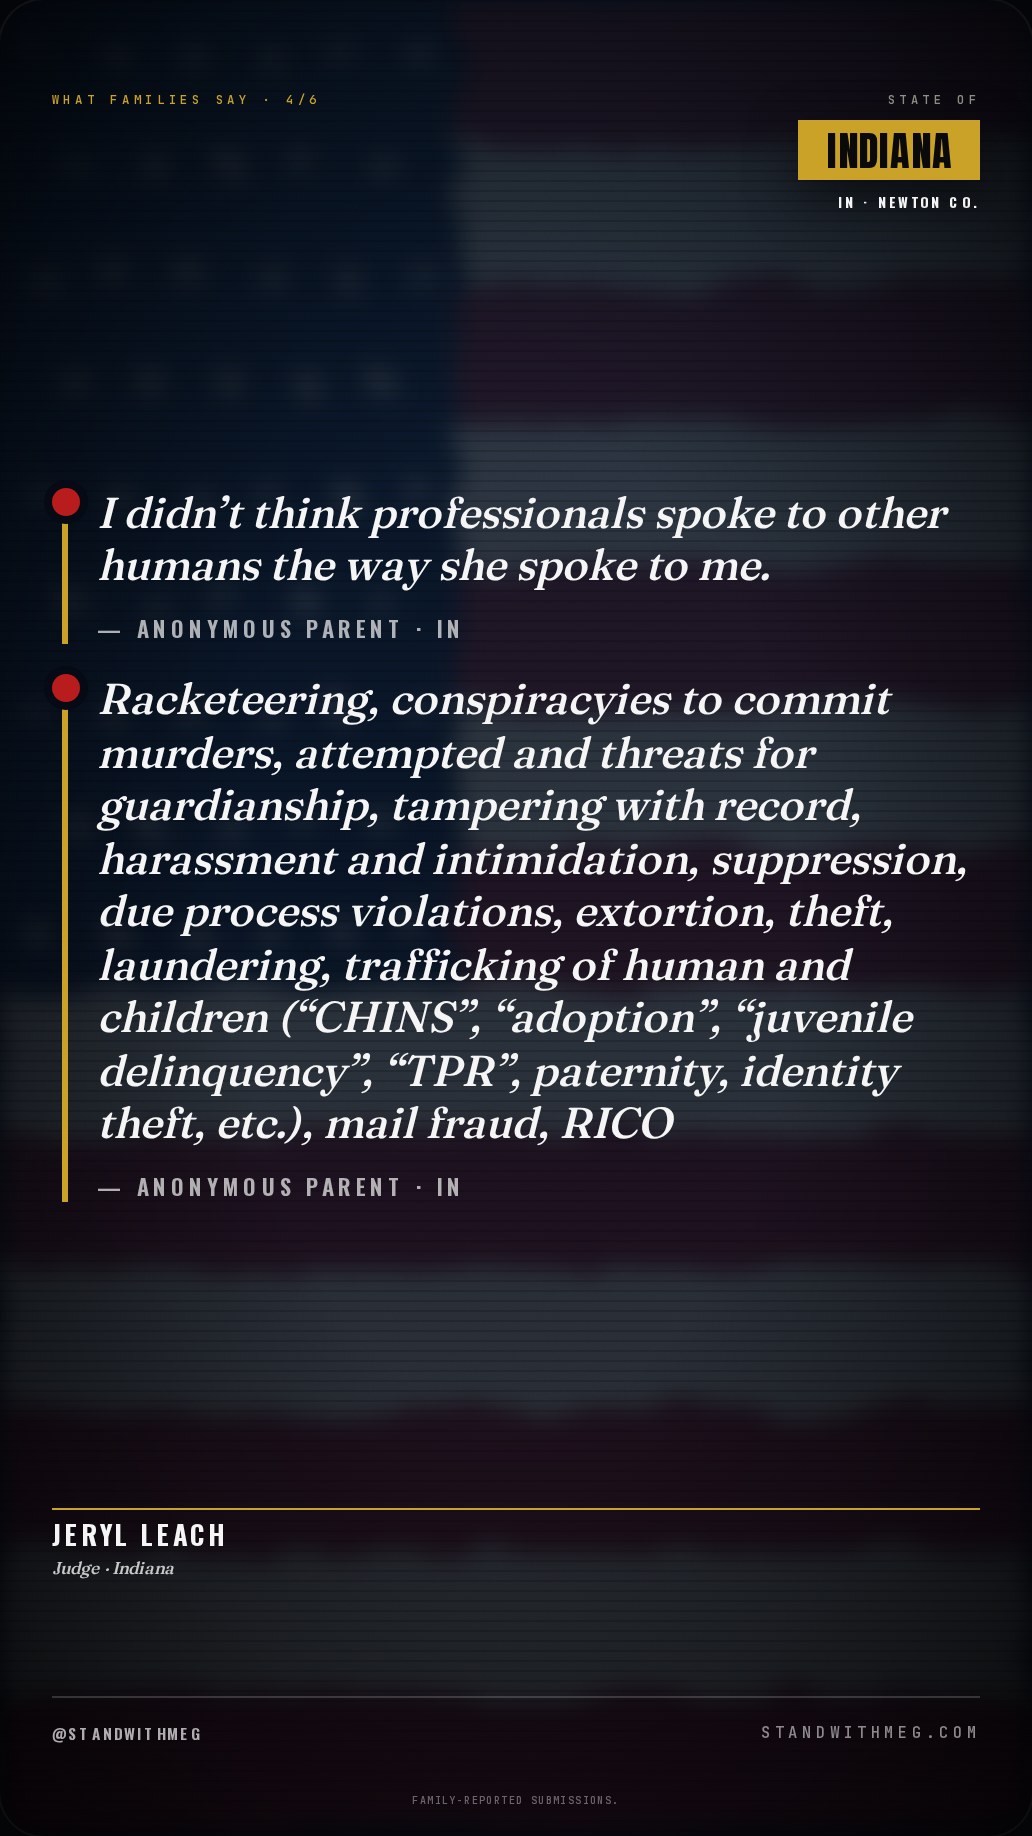 WHAT FAMILIES SAY · 4/6
STATE OF
INDIANA
IN · NEWTON CO.
I didn’t think professionals spoke to other
humans the way she spoke to me.
— ANONYMOUS PARENT · IN
Racketeering, conspiracyies to commit
murders, attempted and threats for
guardianship, tampering with record,
harassment and intimidation, suppression,
due process violations, extortion, theft,
laundering, trafficking of human and
children (“CHINS”, “adoption”, “juvenile
delinquency”, “TPR”, paternity, identity
theft, etc.), mail fraud, RICO
— ANONYMOUS PARENT · IN
JERYL LEACH
Judge · Indiana
@STANDWITHMEG
STANDWITHMEG.COM
FAMILY-REPORTED SUBMISSIONS.